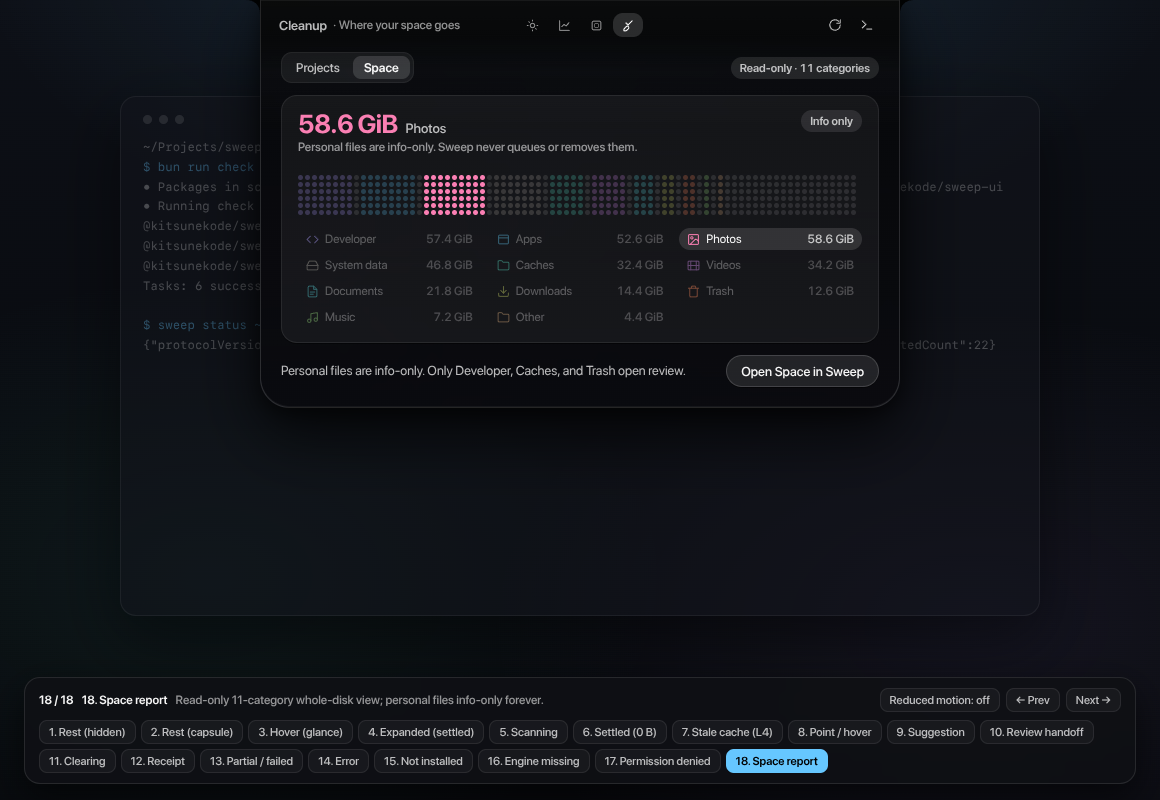 Cleanup · Where your space goes
Projects Space Read-only · 11 categories
58.6 GiB Photos Info only
Personal files are info-only. Sweep never queues or removes them.
Developer 57.4 GiB Apps 52.6 GiB Photos 58.6 GiB
System data 46.8 GiB Caches 32.4 GiB Videos 34.2 GiB
Documents 21.8 GiB Downloads 14.4 GiB Trash 12.6 GiB
Music 7.2 GiB Other 4.4 GiB
Personal files are info-only. Only Developer, Caches, and Trash open review. Open Space in Sweep
~/Projects/sweep
$ bun run check
• Packages in sc ekode/sweep-ui
• Running check
@kitsunekode/swe
@kitsunekode/swe
@kitsunekode/swe
Tasks: 6 success
$ sweep status -
{"protocolVersio tedCount":22}
18 / 18 18. Space report Read-only 11-category whole-disk view; personal files info-only forever. Reduced motion: off ← Prev Next →
1. Rest (hidden) 2. Rest (capsule) 3. Hover (glance) 4. Expanded (settled) 5. Scanning 6. Settled (0 B) 7. Stale cache (L4) 8. Point / hover 9. Suggestion 10. Review handoff
11. Clearing 12. Receipt 13. Partial / failed 14. Error 15. Not installed 16. Engine missing 17. Permission denied 18. Space report